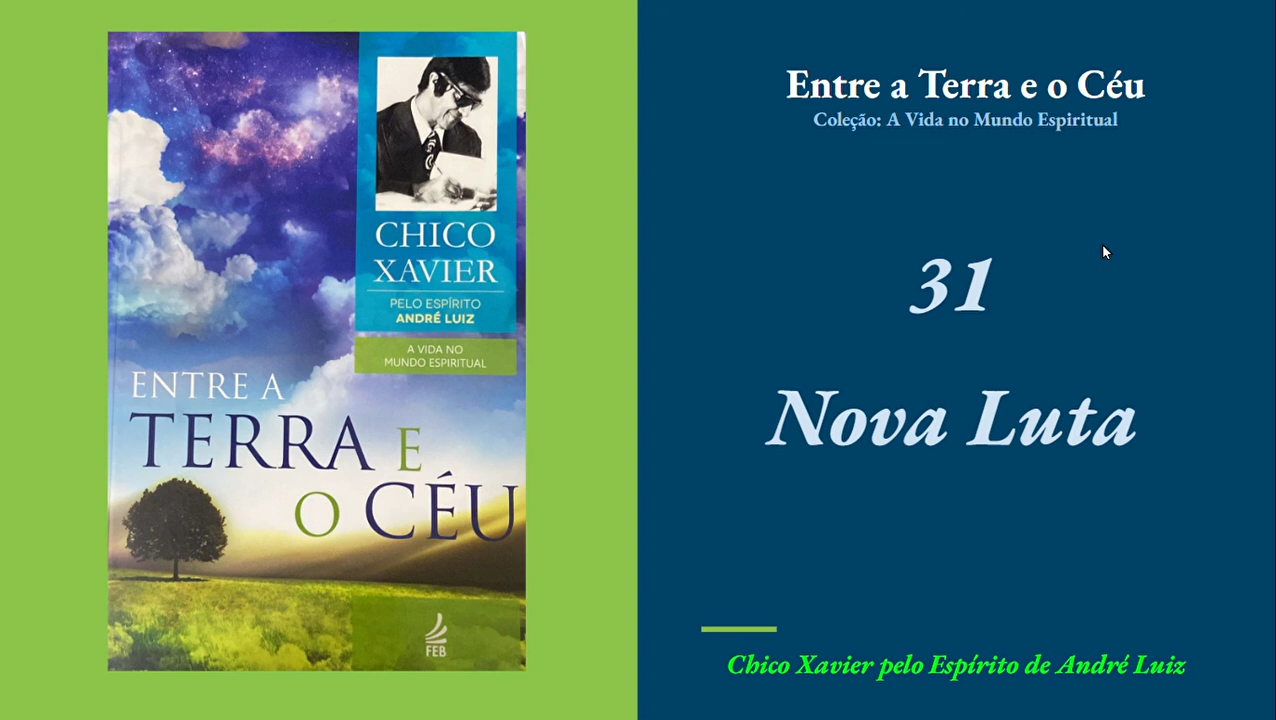 CHICO
XAVIER
PELO ESPÍRITO
ANDRÉ LUIZ
A VIDA NO
MUNDO ESPIRITUAL
ENTRE A
TERRA E
O CÉU
FEB
Entre a Terra e o Céu
Coleção: A Vida no Mundo Espiritual
31
Nova Luta
Chico Xavier pelo Espírito de André Luiz